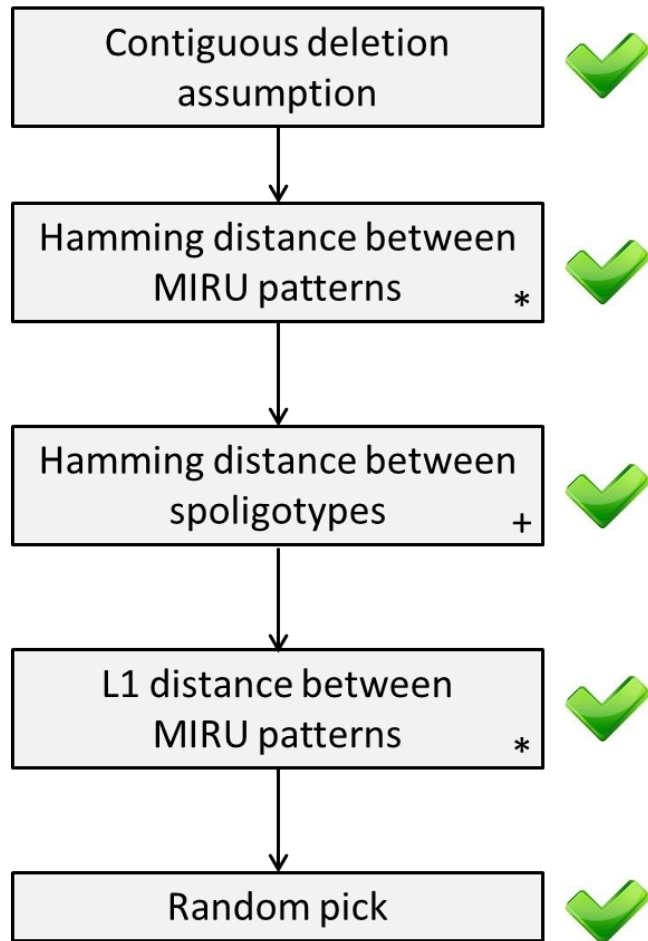 Contiguous deletion
assumption
Hamming distance between
MIRU patterns *
Hamming distance between
spoligotypes +
L1 distance between
MIRU patterns *
Random pick